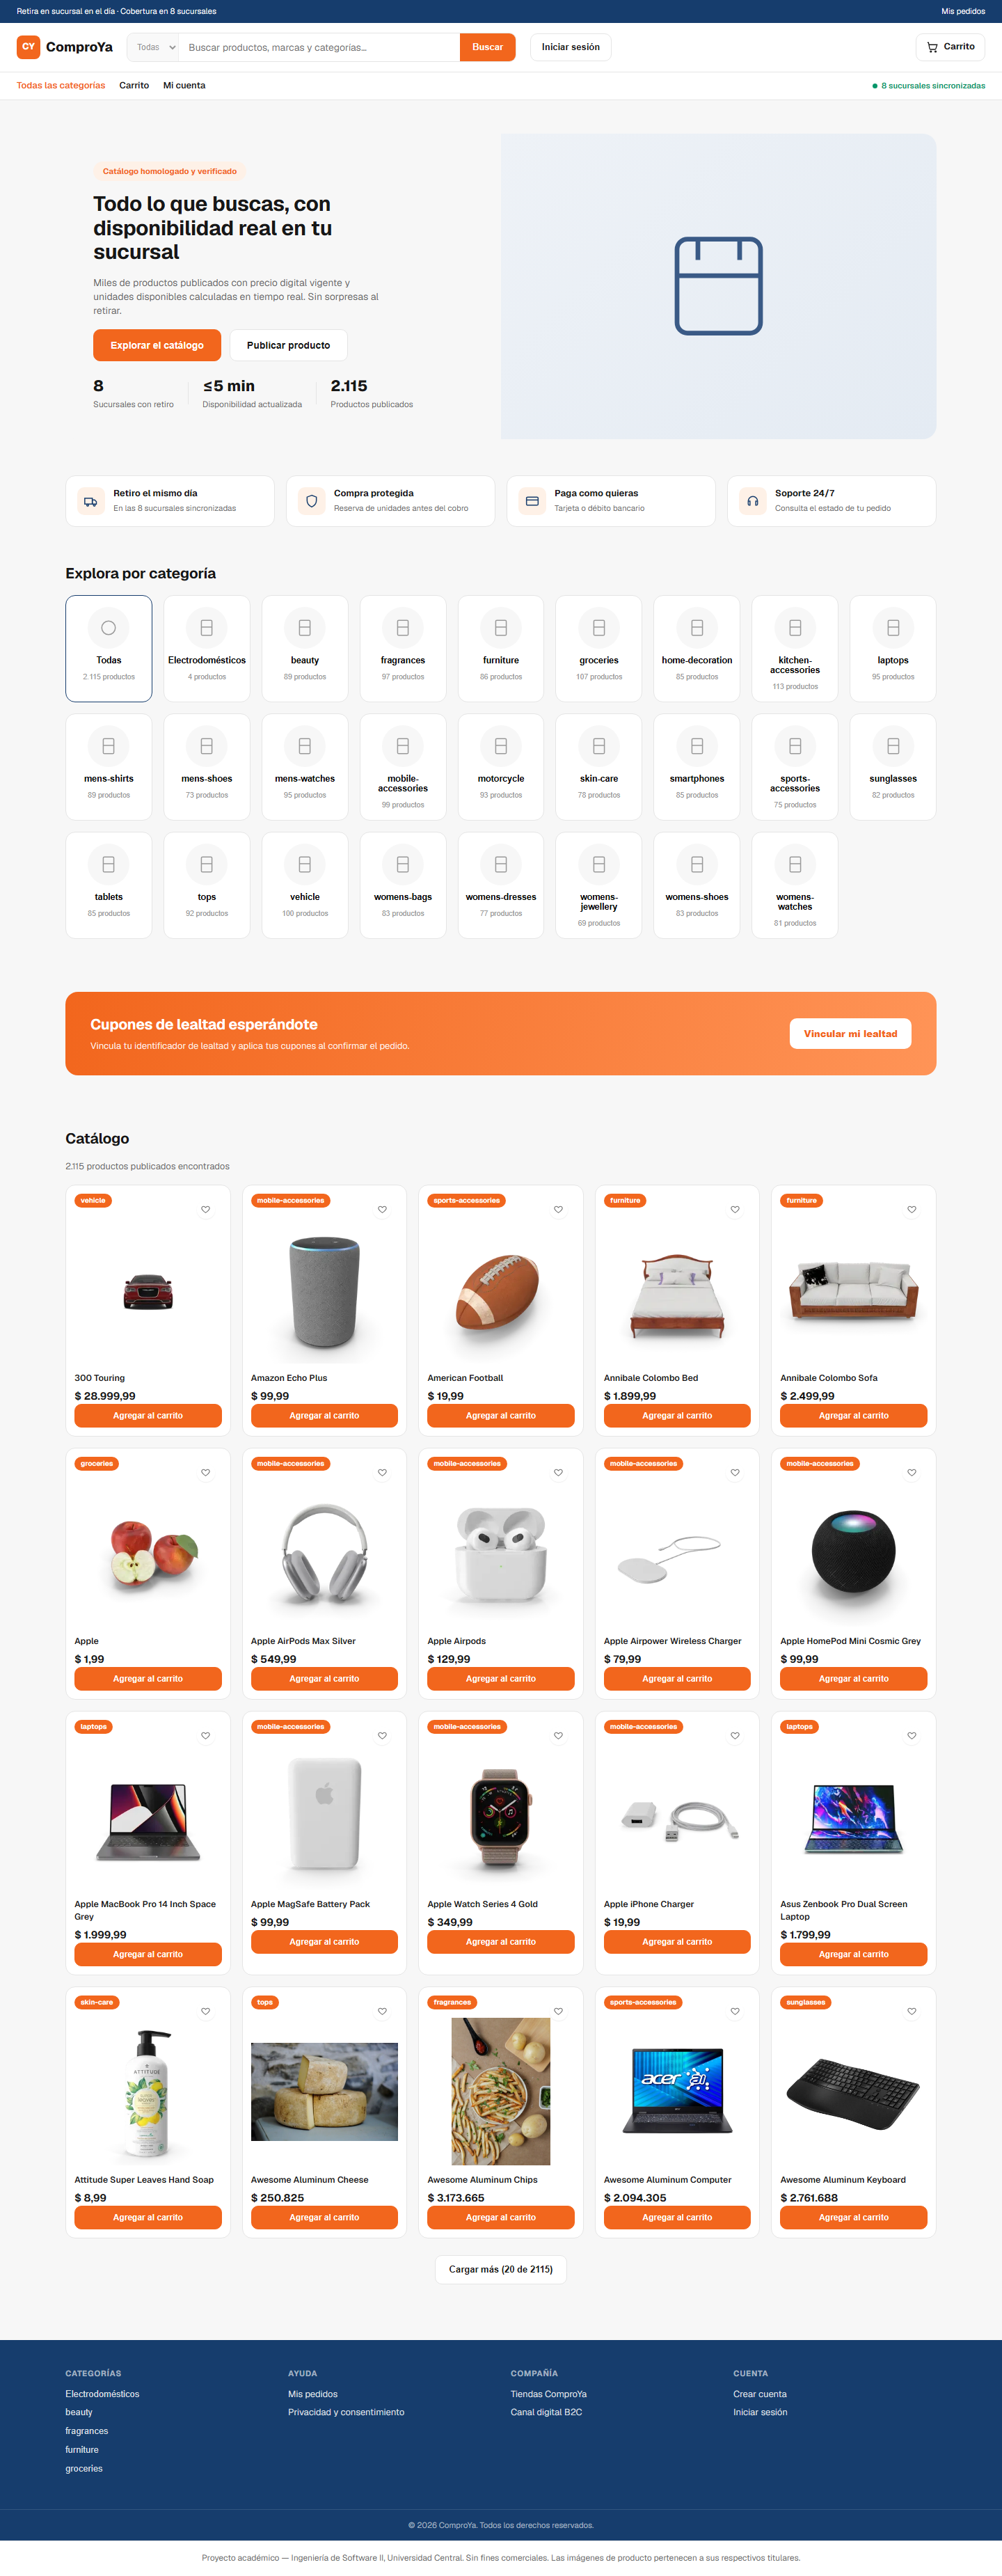 Retira en sucursal en el día · Cobertura en 8 sucursales
Mis pedidos
CY ComproYa
Todas
Buscar productos, marcas y categorías...
Buscar
Iniciar sesión
Carrito
Todas las categorías
Carrito
Mi cuenta
8 sucursales sincronizadas
Catálogo homologado y verificado
Todo lo que buscas, con
disponibilidad real en tu
sucursal
Miles de productos publicados con precio digital vigente y
unidades disponibles calculadas en tiempo real. Sin sorpresas al
retirar.
Explorar el catálogo
Publicar producto
8
Sucursales con retiro
≤5 min
Disponibilidad actualizada
2.115
Productos publicados
Retiro el mismo día
En las 8 sucursales sincronizadas
Compra protegida
Reserva de unidades antes del cobro
Paga como quieras
Tarjeta o débito bancario
Soporte 24/7
Consulta el estado de tu pedido
Explora por categoría
Todas
2.115 productos
Electrodomésticos
4 productos
beauty
89 productos
fragrances
97 productos
furniture
86 productos
groceries
107 productos
home-decoration
85 productos
kitchen-
accessories
113 productos
laptops
95 productos
mens-shirts
89 productos
mens-shoes
73 productos
mens-watches
95 productos
mobile-
accessories
99 productos
motorcycle
93 productos
skin-care
78 productos
smartphones
85 productos
sports-
accessories
75 productos
sunglasses
82 productos
tablets
85 productos
tops
92 productos
vehicle
100 productos
womens-bags
83 productos
womens-dresses
77 productos
womens-
jewellery
69 productos
womens-shoes
83 productos
womens-
watches
81 productos
Cupones de lealtad esperándote
Vincula tu identificador de lealtad y aplica tus cupones al confirmar el pedido.
Vincular mi lealtad
Catálogo
2.115 productos publicados encontrados
vehicle
300 Touring
$ 28.999,99
Agregar al carrito
mobile-accessories
Amazon Echo Plus
$ 99,99
Agregar al carrito
sports-accessories
American Football
$ 19,99
Agregar al carrito
furniture
Annibale Colombo Bed
$ 1.899,99
Agregar al carrito
furniture
Annibale Colombo Sofa
$ 2.499,99
Agregar al carrito
groceries
Apple
$ 1,99
Agregar al carrito
mobile-accessories
Apple AirPods Max Silver
$ 549,99
Agregar al carrito
mobile-accessories
Apple Airpods
$ 129,99
Agregar al carrito
mobile-accessories
Apple Airpower Wireless Charger
$ 79,99
Agregar al carrito
mobile-accessories
Apple HomePod Mini Cosmic Grey
$ 99,99
Agregar al carrito
laptops
Apple MacBook Pro 14 Inch Space
Grey
$ 1.999,99
Agregar al carrito
mobile-accessories
Apple MagSafe Battery Pack
$ 99,99
Agregar al carrito
mobile-accessories
Apple Watch Series 4 Gold
$ 349,99
Agregar al carrito
mobile-accessories
Apple iPhone Charger
$ 19,99
Agregar al carrito
laptops
Asus Zenbook Pro Dual Screen
Laptop
$ 1.799,99
Agregar al carrito
skin-care
ATTITUDE
Attitude Super Leaves Hand Soap
$ 8,99
Agregar al carrito
tops
Awesome Aluminum Cheese
$ 250.825
Agregar al carrito
fragrances
Awesome Aluminum Chips
$ 3.173.665
Agregar al carrito
sports-accessories
acer
Awesome Aluminum Computer
$ 2.094.305
Agregar al carrito
sunglasses
Awesome Aluminum Keyboard
$ 2.761.688
Agregar al carrito
Cargar más (20 de 2115)
CATEGORÍAS
Electrodomésticos
beauty
fragrances
furniture
groceries
AYUDA
Mis pedidos
Privacidad y consentimiento
COMPAÑÍA
Tiendas ComproYa
Canal digital B2C
CUENTA
Crear cuenta
Iniciar sesión
© 2026 ComproYa. Todos los derechos reservados.
Proyecto académico — Ingeniería de Software II, Universidad Central. Sin fines comerciales. Las imágenes de producto pertenecen a sus respectivos titulares.